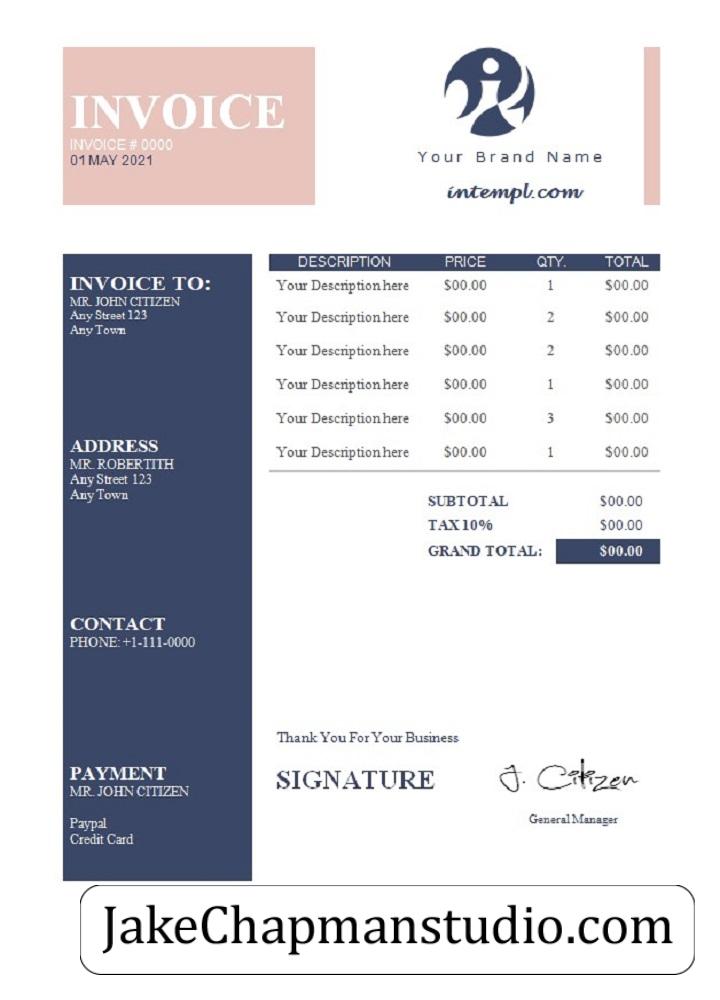 INVOICE
INVOICE # 0000
01 MAY 2021
Your Brand Name
intempl.com
INVOICE TO:
MR. JOHN CITIZEN
Any Street 123
Any Town
ADDRESS
MR. ROBERTITH
Any Street 123
Any Town
CONTACT
PHONE: +1-111-0000
PAYMENT
MR. JOHN CITIZEN
Paypal
Credit Card
DESCRIPTION PRICE QTY. TOTAL
Your Description here $00.00 1 $00.00
Your Description here $00.00 2 $00.00
Your Description here $00.00 2 $00.00
Your Description here $00.00 1 $00.00
Your Description here $00.00 3 $00.00
Your Description here $00.00 1 $00.00
SUBTOTAL $00.00
TAX 10% $00.00
GRAND TOTAL: $00.00
Thank You For Your Business
SIGNATURE J. Citizen
General Manager
JakeChapmanstudio.com